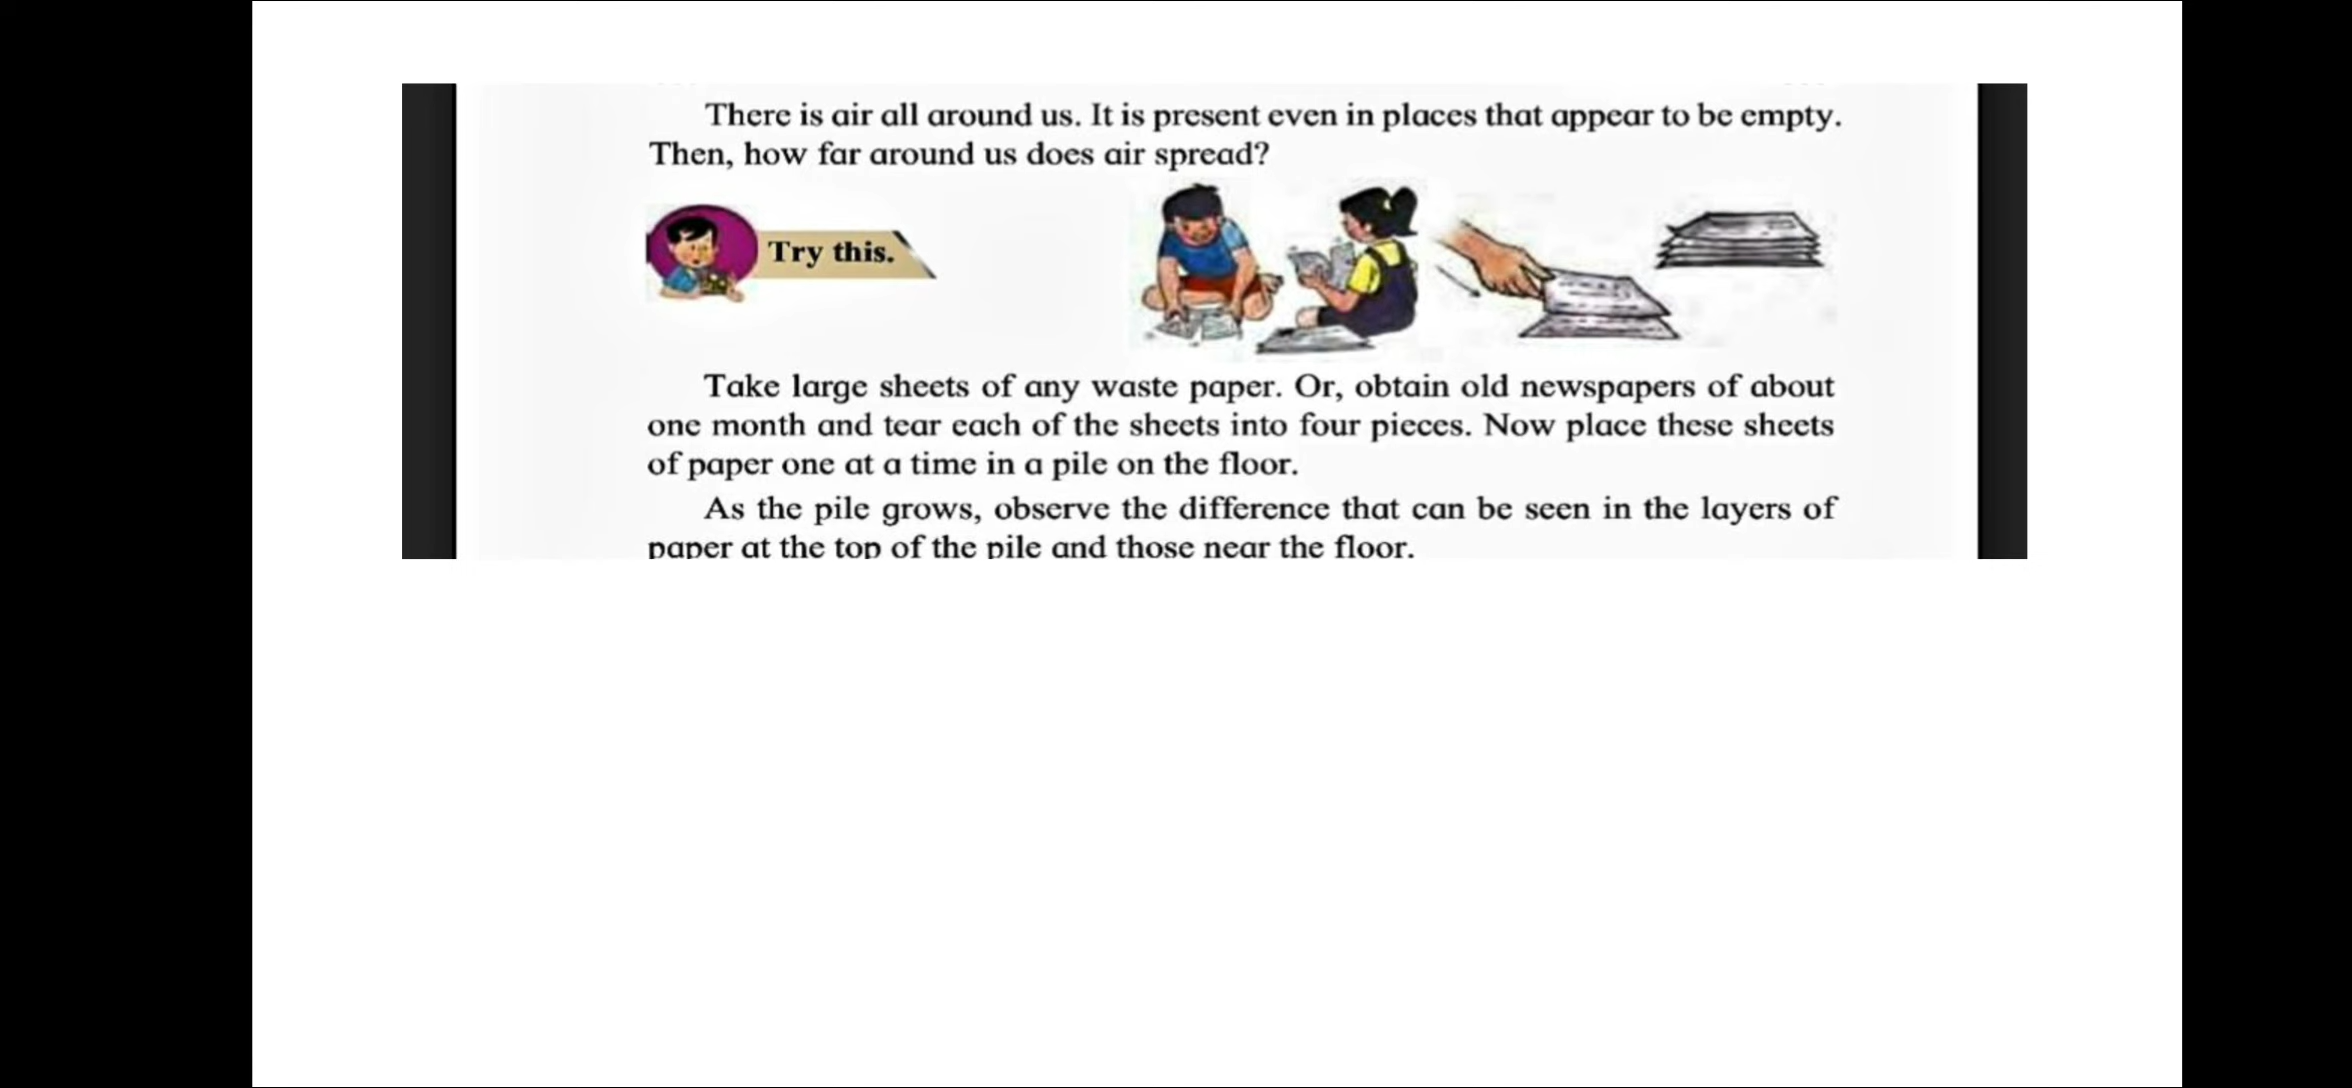 There is air all around us. It is present even in places that appear to be empty.
Then, how far around us does air spread?
Try this.
Take large sheets of any waste paper. Or, obtain old newspapers of about
one month and tear each of the sheets into four pieces. Now place these sheets
of paper one at a time in a pile on the floor.
As the pile grows, observe the difference that can be seen in the layers of
paper at the top of the pile and those near the floor.